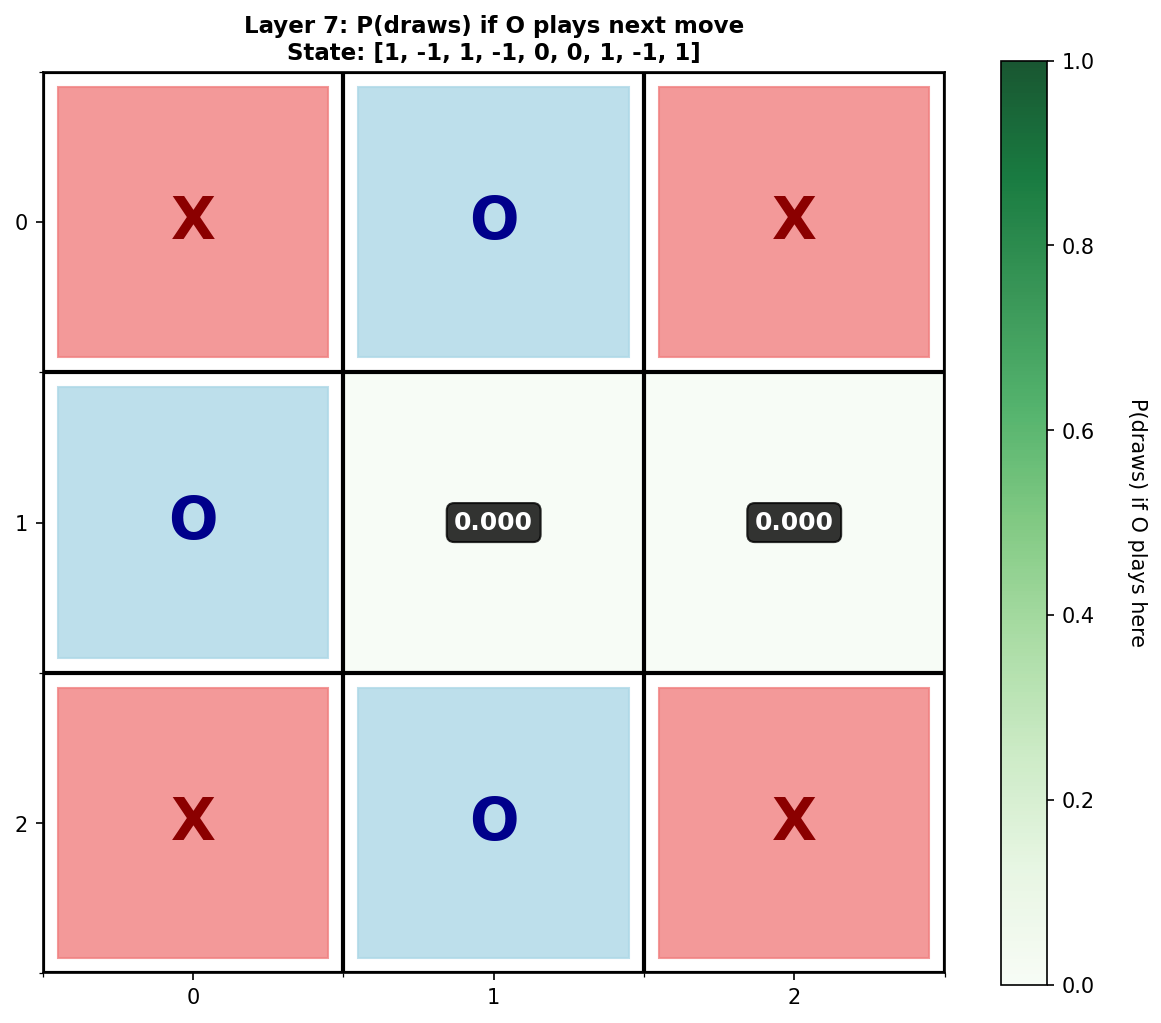 Layer 7: P(draws) if O plays next move
State: [1, -1, 1, -1, 0, 0, 1, -1, 1]
X O X
O 0.000 0.000
X O X
0
1
2
0 1 2
1.0
0.8
0.6
0.4
0.2
0.0
P(draws) if O plays here